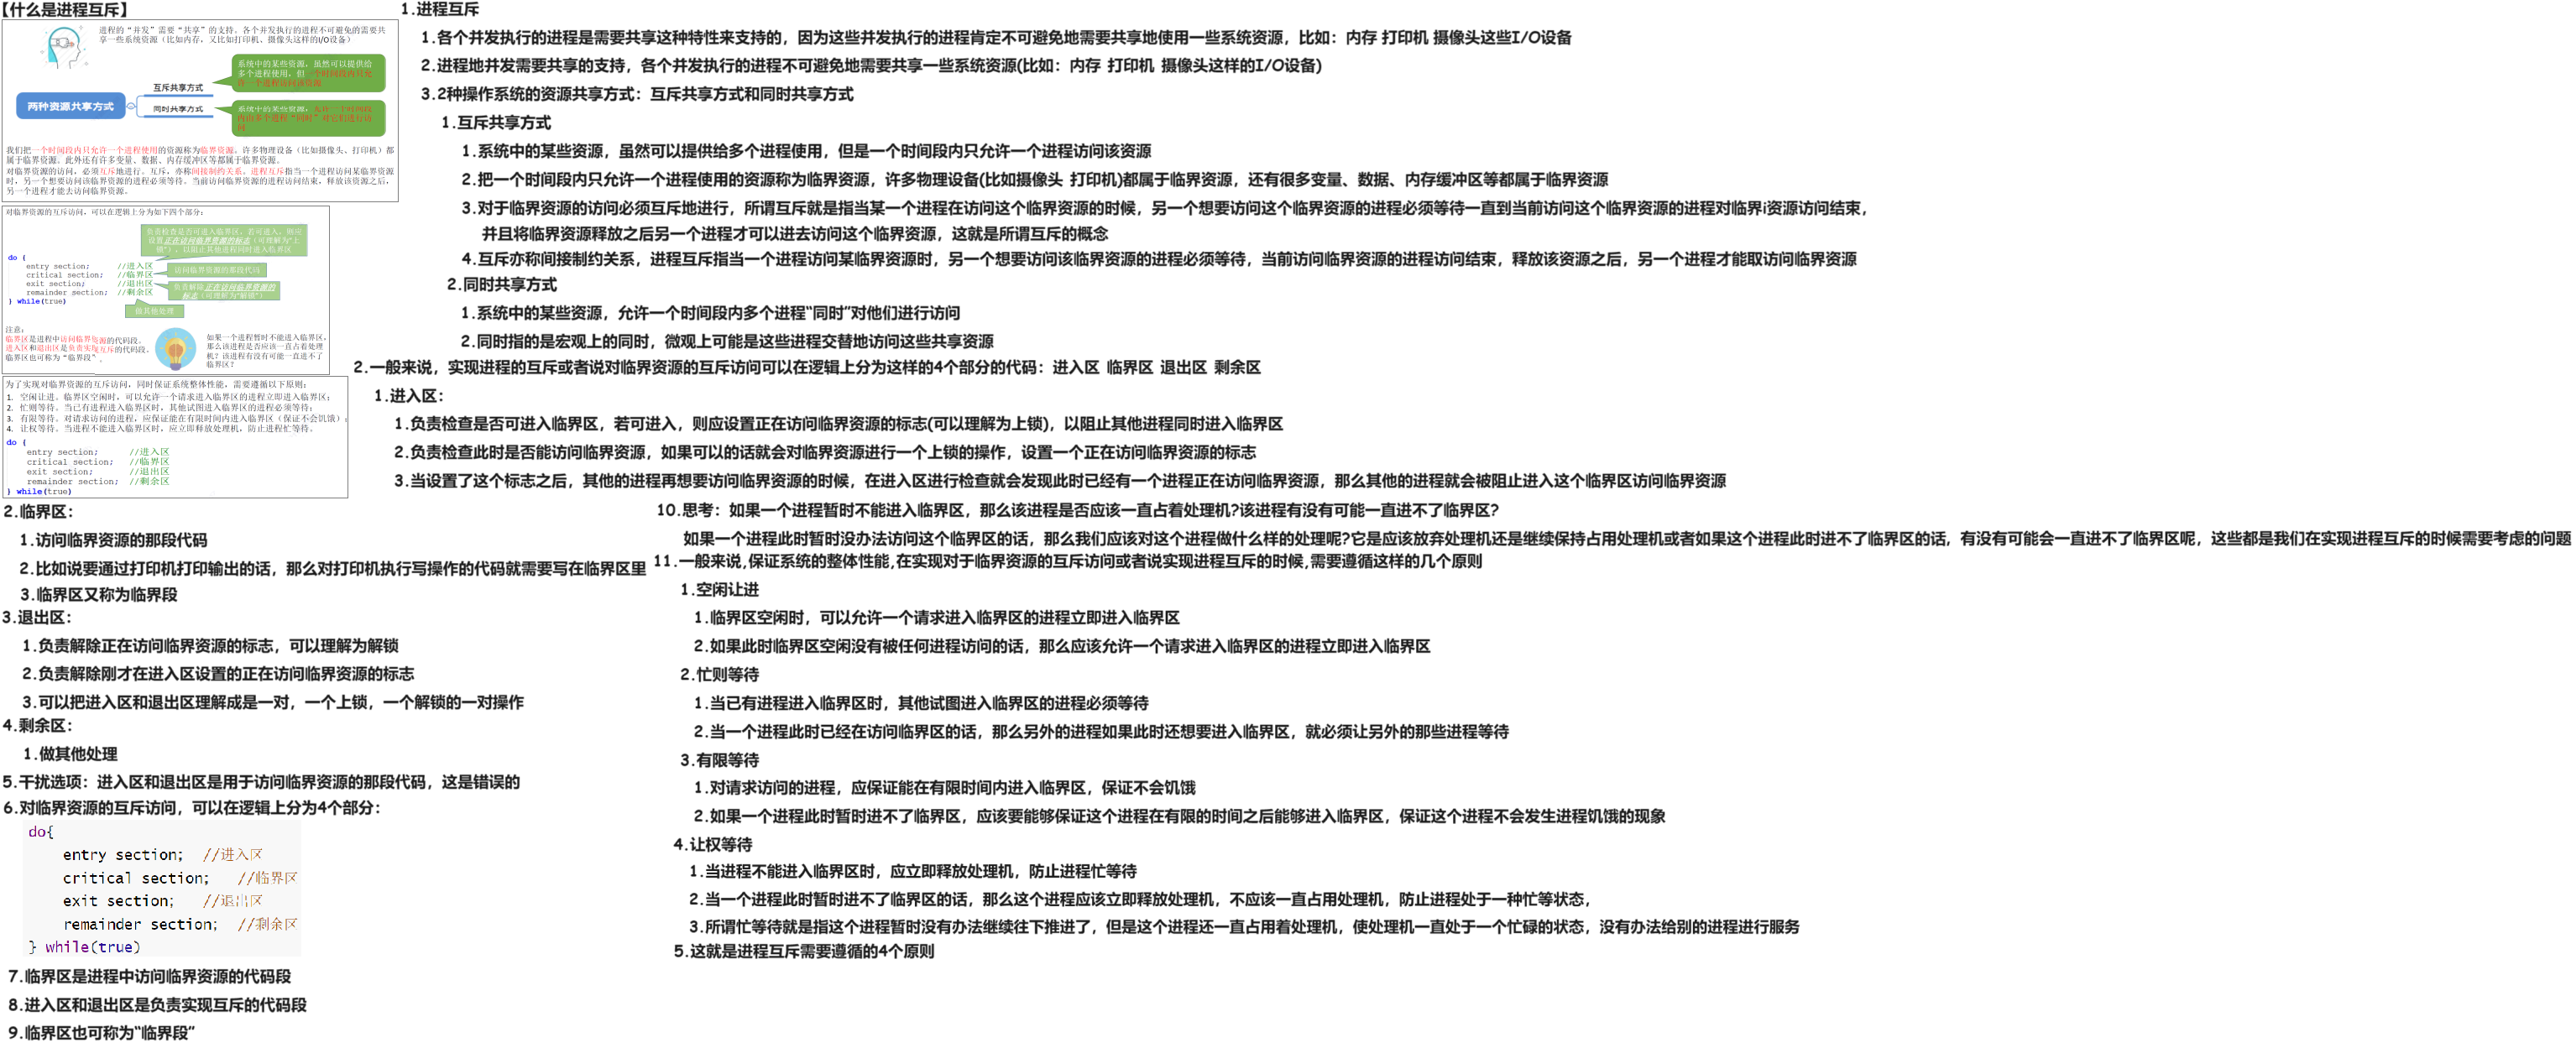 【什么是进程互斥】
进程的“并发”需要“共享”的支持。各个并发执行的进程不可避免的需要共
享一些系统资源（比如内存，又比如打印机、摄像头这样的I/O设备）
两种资源共享方式
互斥共享方式
系统中的某些资源，虽然可以提供给
多个进程使用，但一个时间段内只允
许一个进程访问该资源
同时共享方式
系统中的某些资源，允许一个时间段
内由多个进程“同时”对它们进行访
问
我们把一个时间段内只允许一个进程使用的资源称为临界资源。许多物理设备（比如摄像头、打印机）都
属于临界资源。此外还有许多变量、数据、内存缓冲区等都属于临界资源。
对临界资源的访问，必须互斥地进行。互斥，亦称间接制约关系。进程互斥指当一个进程访问某临界资源
时，另一个想要访问该临界资源的进程必须等待。当前访问临界资源的进程访问结束，释放该资源之后，
另一个进程才能去访问临界资源。
对临界资源的互斥访问，可以在逻辑上分为如下四个部分：
负责检查是否可进入临界区，若可进入，则应
设置正在访问临界资源的标志（可理解为“上
锁”），以阻止其他进程同时进入临界区
do {
entry section; //进入区
critical section; //临界区
exit section; //退出区
remainder section; //剩余区
} while(true)
访问临界资源的那段代码
负责解除正在访问临界资源的
标志（可理解为“解锁”）
做其他处理
注意：
临界区是进程中访问临界资源的代码段。
进入区和退出区是负责实现互斥的代码段。
临界区也可称为“临界段”。
如果一个进程暂时不能进入临界区，
那么该进程是否应该一直占着处理
机？该进程有没有可能一直进不了
临界区？
为了实现对临界资源的互斥访问，同时保证系统整体性能，需要遵循以下原则：
1. 空闲让进。临界区空闲时，可以允许一个请求进入临界区的进程立即进入临界区；
2. 忙则等待。当已有进程进入临界区时，其他试图进入临界区的进程必须等待；
3. 有限等待。对请求访问的进程，应保证能在有限时间内进入临界区（保证不会饥饿）；
4. 让权等待。当进程不能进入临界区时，应立即释放处理机，防止进程忙等待。
do {
entry section; //进入区
critical section; //临界区
exit section; //退出区
remainder section; //剩余区
} while(true)
1.进程互斥
1.各个并发执行的进程是需要共享这种特性来支持的，因为这些并发执行的进程肯定不可避免地需要共享地使用一些系统资源，比如：内存 打印机 摄像头这些I/O设备
2.进程地并发需要共享的支持，各个并发执行的进程不可避免地需要共享一些系统资源(比如：内存 打印机 摄像头这样的I/O设备)
3.2种操作系统的资源共享方式：互斥共享方式和同时共享方式
1.互斥共享方式
1.系统中的某些资源，虽然可以提供给多个进程使用，但是一个时间段内只允许一个进程访问该资源
2.把一个时间段内只允许一个进程使用的资源称为临界资源，许多物理设备(比如摄像头 打印机)都属于临界资源，还有很多变量、数据、内存缓冲区等都属于临界资源
3.对于临界资源的访问必须互斥地进行，所谓互斥就是指当某一个进程在访问这个临界资源的时候，另一个想要访问这个临界资源的进程必须等待一直到当前访问这个临界资源的进程对临界i资源访问结束，
并且将临界资源释放之后另一个进程才可以进去访问这个临界资源，这就是所谓互斥的概念
4.互斥亦称间接制约关系，进程互斥指当一个进程访问某临界资源时，另一个想要访问该临界资源的进程必须等待，当前访问临界资源的进程访问结束，释放该资源之后，另一个进程才能取访问临界资源
2.同时共享方式
1.系统中的某些资源，允许一个时间段内多个进程“同时”对他们进行访问
2.同时指的是宏观上的同时，微观上可能是这些进程交替地访问这些共享资源
2.一般来说，实现进程的互斥或者说对临界资源的互斥访问可以在逻辑上分为这样的4个部分的代码：进入区 临界区 退出区 剩余区
1.进入区：
1.负责检查是否可进入临界区，若可进入，则应设置正在访问临界资源的标志(可以理解为上锁)，以阻止其他进程同时进入临界区
2.负责检查此时是否能访问临界资源，如果可以的话就会对临界资源进行一个上锁的操作，设置一个正在访问临界资源的标志
3.当设置了这个标志之后，其他的进程再想要访问临界资源的时候，在进入区进行检查就会发现此时已经有一个进程正在访问临界资源，那么其他的进程就会被阻止进入这个临界区访问临界资源
2.临界区：
1.访问临界资源的那段代码
2.比如说要通过打印机打印输出的话，那么对打印机执行写操作的代码就需要写在临界区里
3.临界区又称为临界段
3.退出区：
1.负责解除正在访问临界资源的标志，可以理解为解锁
2.负责解除刚才在进入区设置的正在访问临界资源的标志
3.可以把进入区和退出区理解成是一对，一个上锁，一个解锁的一对操作
4.剩余区：
1.做其他处理
5.干扰选项：进入区和退出区是用于访问临界资源的那段代码，这是错误的
6.对临界资源的互斥访问，可以在逻辑上分为4个部分：
do{
entry section; //进入区
critical section; //临界区
exit section; //退出区
remainder section; //剩余区
} while(true)
7.临界区是进程中访问临界资源的代码段
8.进入区和退出区是负责实现互斥的代码段
9.临界区也可称为“临界段”
10.思考：如果一个进程暂时不能进入临界区，那么该进程是否应该一直占着处理机?该进程有没有可能一直进不了临界区?
如果一个进程此时暂时没办法访问这个临界区的话，那么我们应该对这个进程做什么样的处理呢?它是应该放弃处理机还是继续保持占用处理机或者如果这个进程此时进不了临界区的话，有没有可能会一直进不了临界区呢，这些都是我们在实现进程互斥的时候需要考虑的问题
11.一般来说,保证系统的整体性能,在实现对于临界资源的互斥访问或者说实现进程互斥的时候,需要遵循这样的几个原则
1.空闲让进
1.临界区空闲时，可以允许一个请求进入临界区的进程立即进入临界区
2.如果此时临界区空闲没有被任何进程访问的话，那么应该允许一个请求进入临界区的进程立即进入临界区
2.忙则等待
1.当已有进程进入临界区时，其他试图进入临界区的进程必须等待
2.当一个进程此时已经在访问临界区的话，那么另外的进程如果此时还想要进入临界区，就必须让另外的那些进程等待
3.有限等待
1.对请求访问的进程，应保证能在有限时间内进入临界区，保证不会饥饿
2.如果一个进程此时暂时进不了临界区，应该要能够保证这个进程在有限的时间之后能够进入临界区，保证这个进程不会发生进程饥饿的现象
4.让权等待
1.当进程不能进入临界区时，应立即释放处理机，防止进程忙等待
2.当一个进程此时暂时进不了临界区的话，那么这个进程应该立即释放处理机，不应该一直占用处理机，防止进程处于一种忙等状态，
3.所谓忙等待就是指这个进程暂时没有办法继续往下推进了，但是这个进程还一直占用着处理机，使处理机一直处于一个忙碌的状态，没有办法给别的进程进行服务
5.这就是进程互斥需要遵循的4个原则